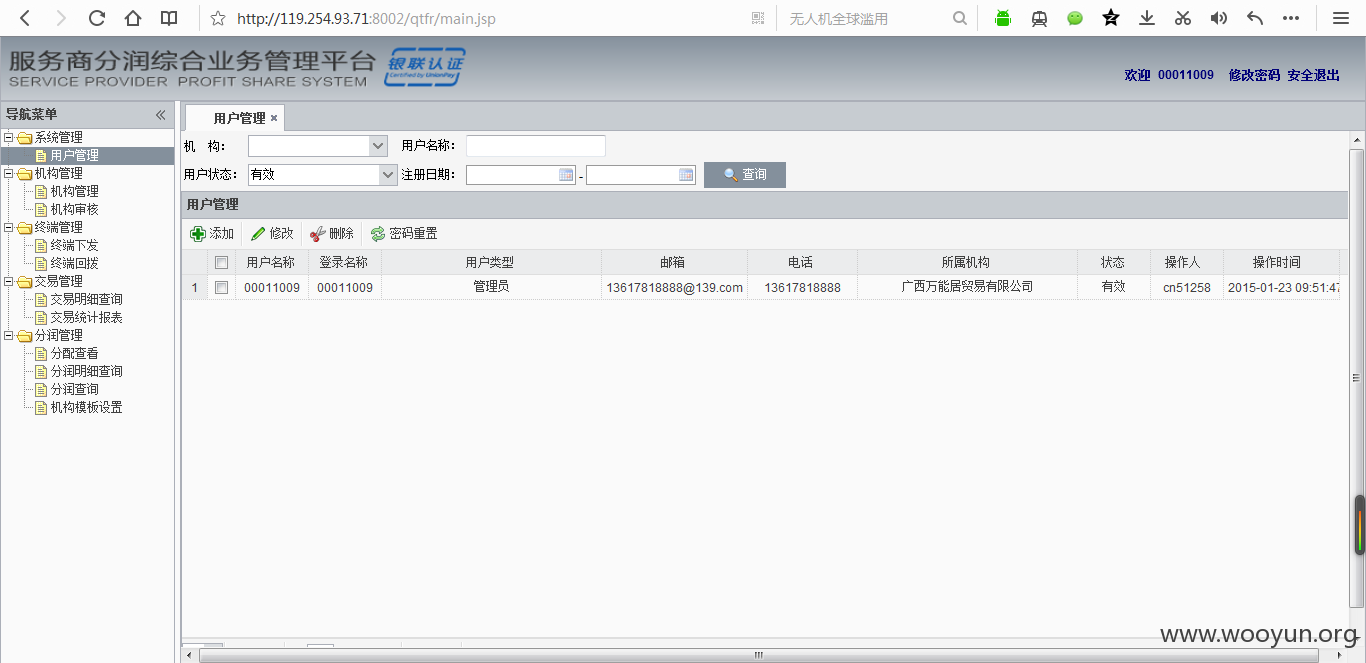 http://119.254.93.71:8002/qtfr/main.jsp 无人机全球滥用
服务商分润综合业务管理平台 银联认证
SERVICE PROVIDER PROFIT SHARE SYSTEM Certified by UnionPay
欢迎 00011009 修改密码 安全退出
导航菜单
系统管理
用户管理
机构管理
机构管理
机构审核
终端管理
终端下发
终端回拨
交易管理
交易明细查询
交易统计报表
分润管理
分配查看
分润明细查询
分润查询
机构模板设置
用户管理
机 构： 用户名称：
用户状态： 有效 注册日期： - 查询
用户管理
添加 修改 删除 密码重置
用户名称 登录名称 用户类型 邮箱 电话 所属机构 状态 操作人 操作时间
1 00011009 00011009 管理员 13617818888@139.com 13617818888 广西万能居贸易有限公司 有效 cn51258 2015-01-23 09:51:47
www.wooyun.org